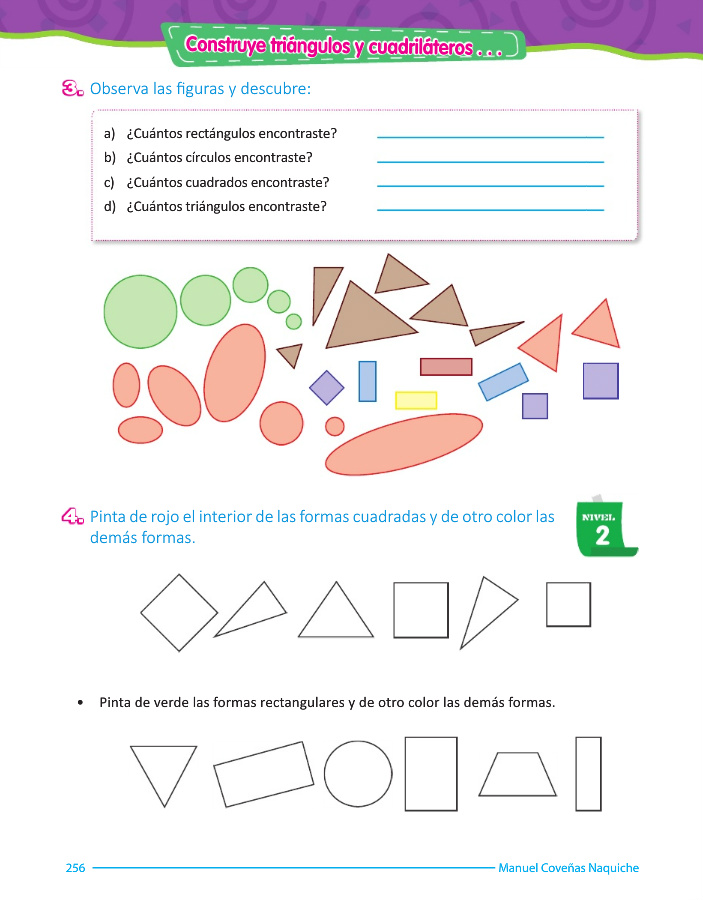 Construye triángulos y cuadriláteros . . .
3. Observa las figuras y descubre:
a) ¿Cuántos rectángulos encontraste?
b) ¿Cuántos círculos encontraste?
c) ¿Cuántos cuadrados encontraste?
d) ¿Cuántos triángulos encontraste?
4. Pinta de rojo el interior de las formas cuadradas y de otro color las
demás formas.
NIVEL
2
• Pinta de verde las formas rectangulares y de otro color las demás formas.
256
Manuel Coveñas Naquiche